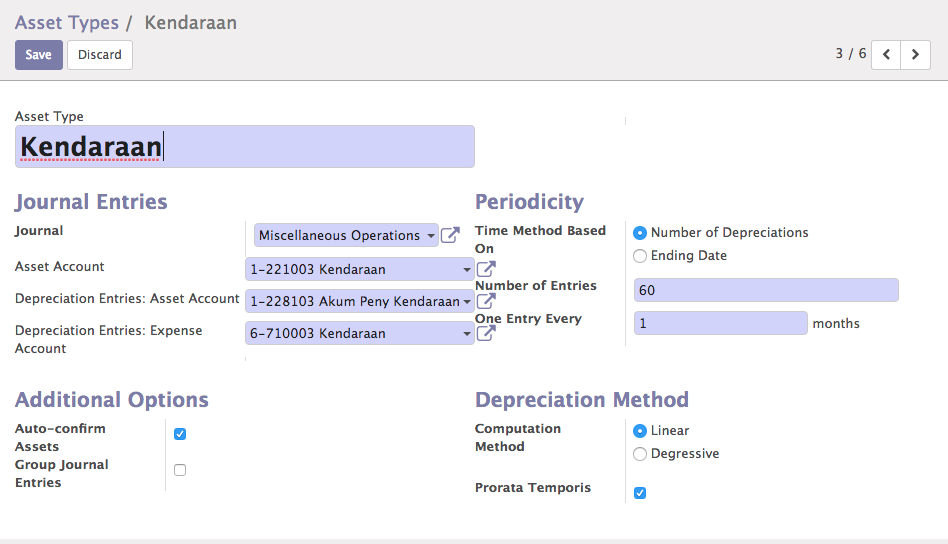 Asset Types / Kendaraan
Save Discard 3 / 6
Asset Type
Kendaraan
Journal Entries
Journal Miscellaneous Operations
Asset Account 1-221003 Kendaraan
Depreciation Entries: Asset Account 1-228103 Akum Peny Kendaraan
Depreciation Entries: Expense
Account
6-710003 Kendaraan
Periodicity
Time Method Based
On
Number of Depreciations
Ending Date
Number of Entries 60
One Entry Every 1 months
Additional Options
Auto-confirm
Assets
Group Journal
Entries
Depreciation Method
Computation
Method
Linear
Degressive
Prorata Temporis